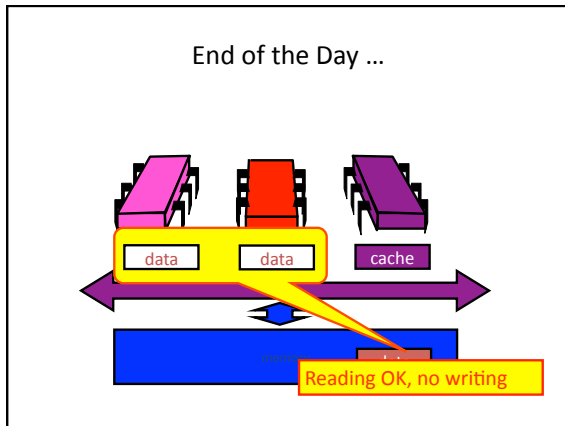 End of the Day …
data
data
cache
Reading OK, no writing